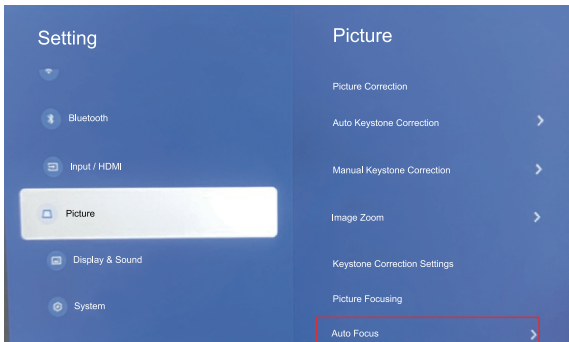 Setting
Bluetooth
Input / HDMI
Picture
Display & Sound
System
Picture
Picture Correction
Auto Keystone Correction
Manual Keystone Correction
Image Zoom
Keystone Correction Settings
Picture Focusing
Auto Focus